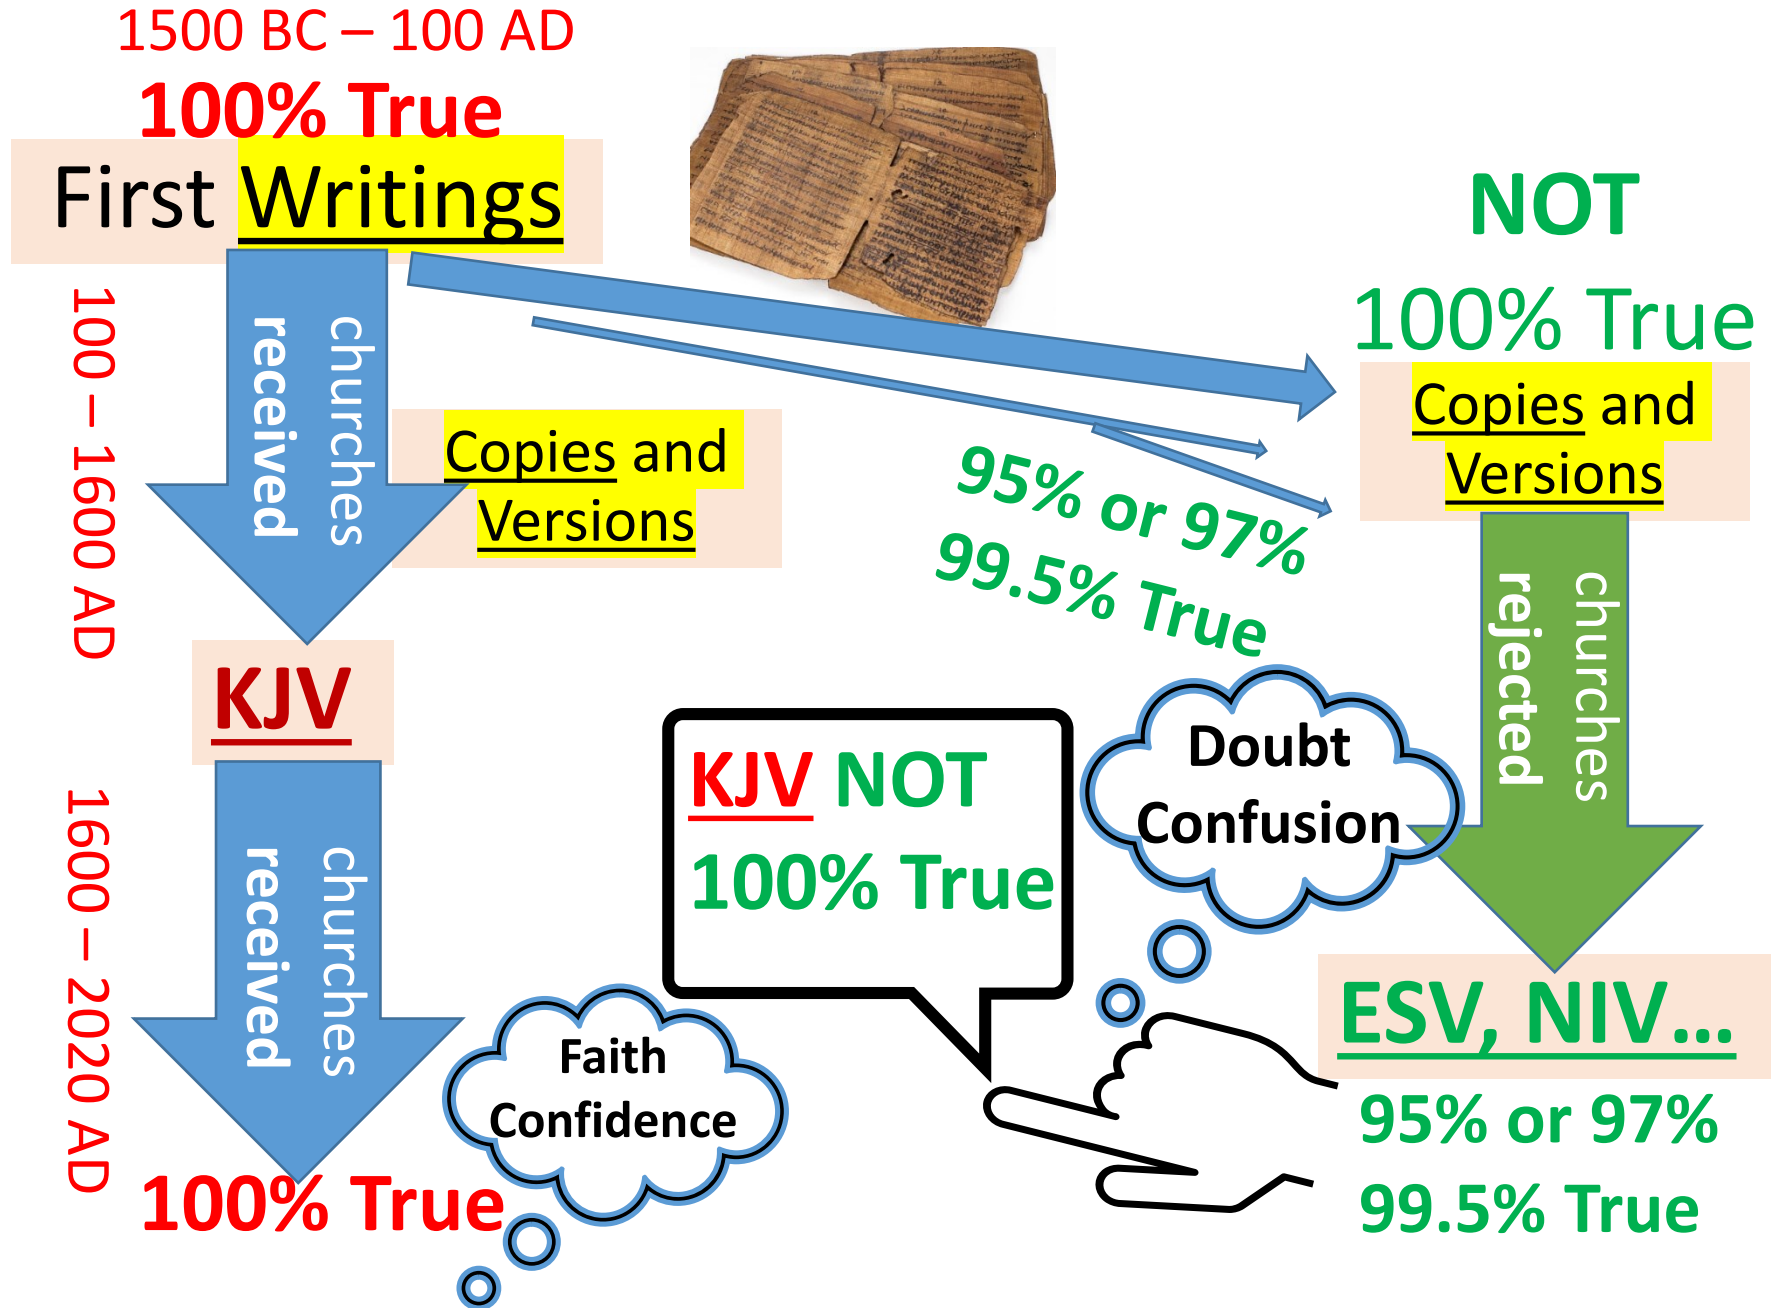 1500 BC – 100 AD
100% True
First Writings
100 – 1600 AD
churches
received
Copies and
Versions
KJV
1600 – 2020 AD
churches
received
100% True
Faith
Confidence
NOT
100% True
Copies and
Versions
95% or 97%
99.5% True
churches
rejected
Doubt
Confusion
KJV NOT
100% True
ESV, NIV...
95% or 97%
99.5% True